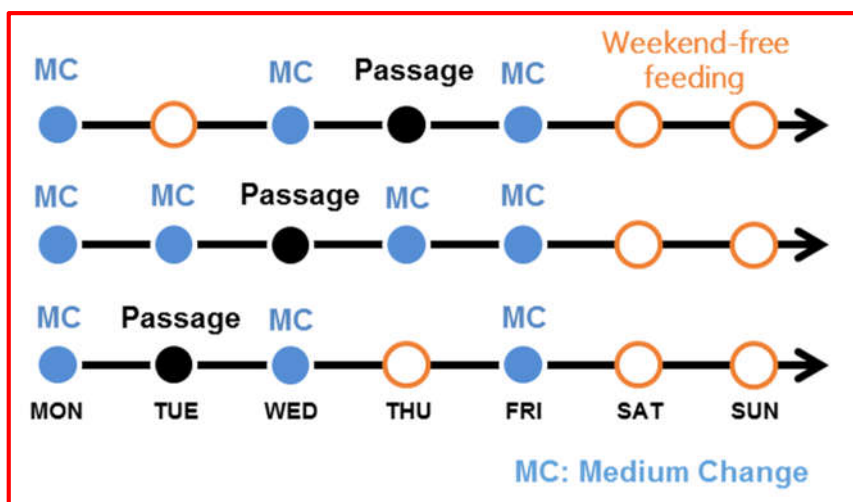 Weekend-free
feeding
MC MC Passage MC
MC MC Passage MC MC
MC Passage MC MC
MON TUE WED THU FRI SAT SUN
MC: Medium Change